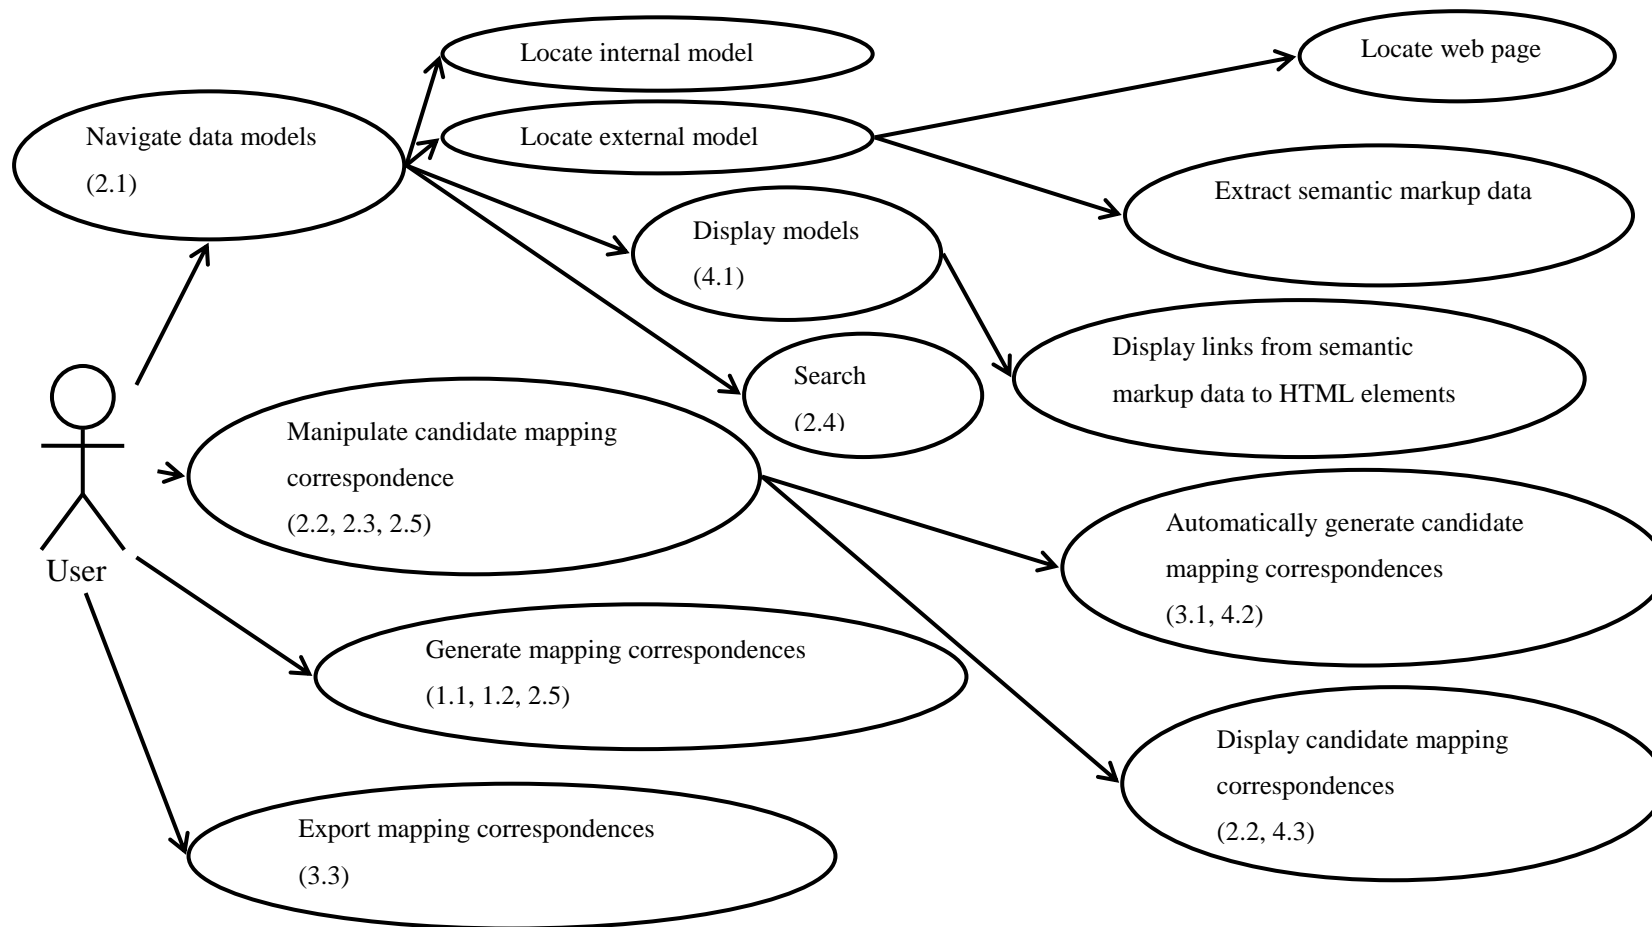 Locate internal model
Locate web page
Navigate data models
(2.1)
Locate external model
Extract semantic markup data
Display models
(4.1)
Display links from semantic
markup data to HTML elements
Search
(2.4)
Manipulate candidate mapping
correspondence
(2.2, 2.3, 2.5)
Automatically generate candidate
mapping correspondences
(3.1, 4.2)
User
Generate mapping correspondences
(1.1, 1.2, 2.5)
Display candidate mapping
correspondences
(2.2, 4.3)
Export mapping correspondences
(3.3)